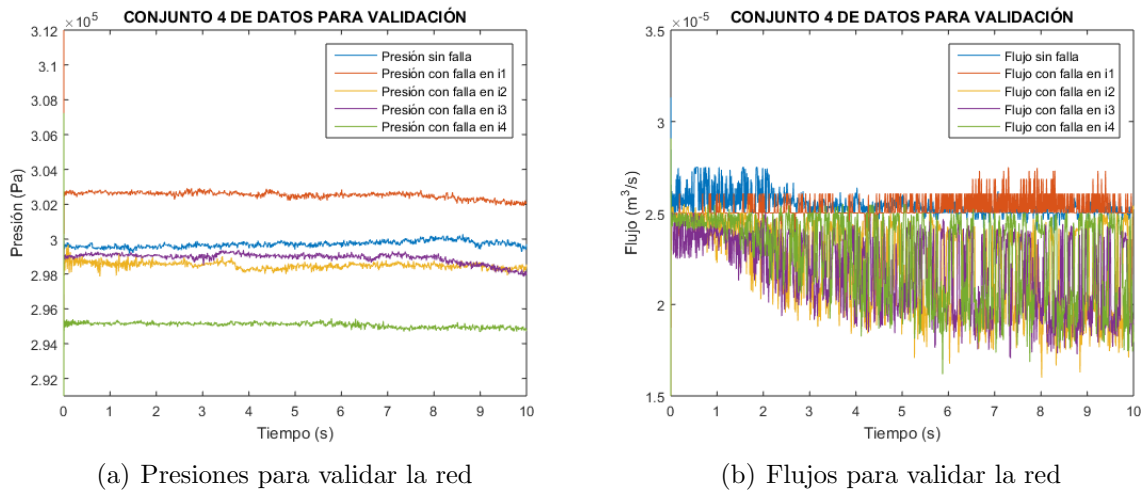 CONJUNTO 4 DE DATOS PARA VALIDACIÓN
×10⁵
3.12
3.1
3.08
3.06
3.04
3.02
3
2.98
2.96
2.94
2.92
Presión (Pa)
Presión sin falla
Presión con falla en i1
Presión con falla en i2
Presión con falla en i3
Presión con falla en i4
0 1 2 3 4 5 6 7 8 9 10
Tiempo (s)
(a) Presiones para validar la red
CONJUNTO 4 DE DATOS PARA VALIDACIÓN
×10⁻⁵
3.5
3
2.5
2
1.5
Flujo (m³/s)
Flujo sin falla
Flujo con falla en i1
Flujo con falla en i2
Flujo con falla en i3
Flujo con falla en i4
0 1 2 3 4 5 6 7 8 9 10
Tiempo (s)
(b) Flujos para validar la red